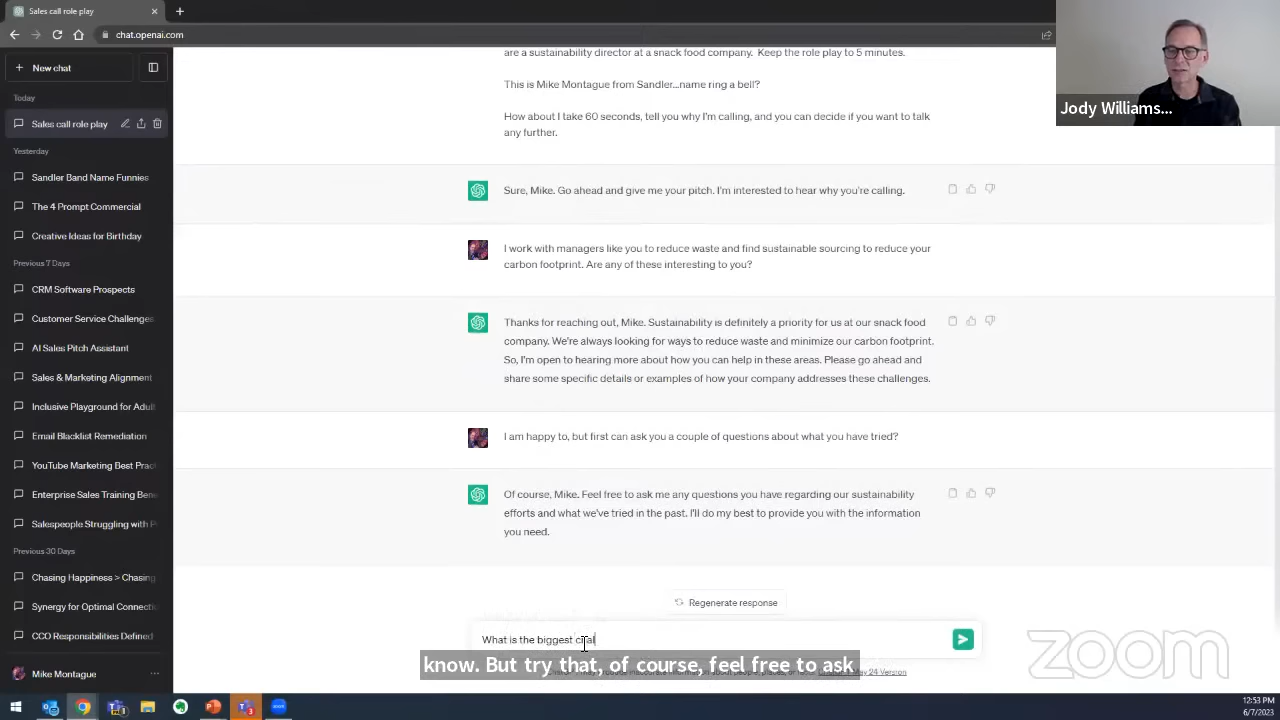 Sales call role play
chat.openai.com
New chat
Today
Sales call role play
Yesterday
Sandler Band Name Funnies
The 4 Prompt Commercial
Creative Ideas for Birthday
Previous 7 Days
CRM Software Prospects
Customer Service Challenges
AI Sales Pitch Assistant
Sales & Marketing Alignment
Inclusive Playground for Adult
Email Blacklist Remediation
YouTube Marketing Best Prac
Enterprise Sales Training Bene
Salespeople Struggling with
Previous 30 Days
Chasing Happiness
Synergy for Optimal Connectio
CCO Responsibilities Defined
Mike Montague
are a sustainability director at a snack food company. Keep the role play to 5 minutes.
This is Mike Montague from Sandler...name ring a bell?
How about I take 60 seconds, tell you why I'm calling, and you can decide if you want to talk
any further.
Sure, Mike. Go ahead and give me your pitch. I'm interested to hear why you're calling.
I work with managers like you to reduce waste and find sustainable sourcing to reduce your
carbon footprint. Are any of these interesting to you?
Thanks for reaching out, Mike. Sustainability is definitely a priority for us at our snack food
company. We're always looking for ways to reduce waste and minimize our carbon footprint.
So, I'm open to hearing more about how you can help in these areas. Please go ahead and
share some specific details or examples of how your company addresses these challenges.
I am happy to, but first can ask you a couple of questions about what you have tried?
Of course, Mike. Feel free to ask me any questions you have regarding our sustainability
efforts and what we've tried in the past. I'll do my best to provide you with the information
you need.
Regenerate response
What is the biggest chal
know. But try that, of course, feel free to ask
May 24 Version
Jody Williams...
zoom
12:53 PM
6/7/2023